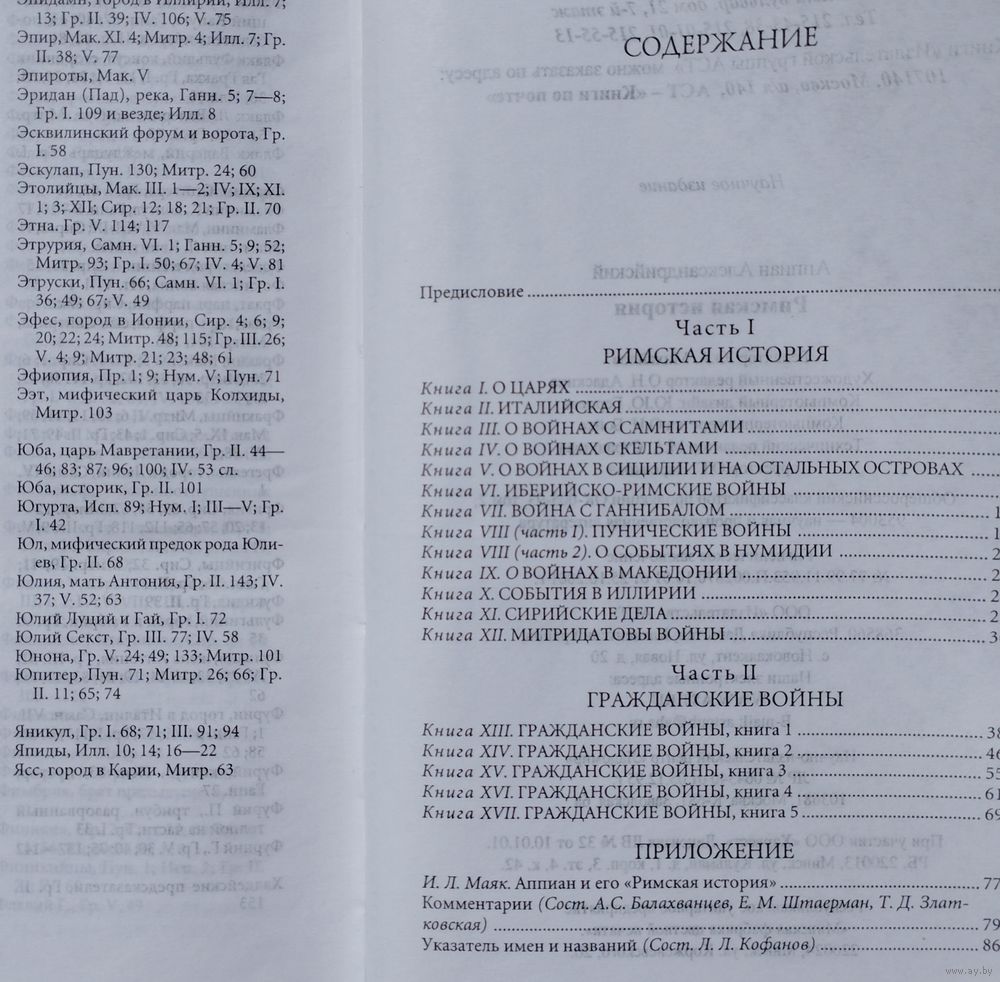 13; Гр. II. 39; IV. 106; V. 75
Эпир, Мак. XI. 4; Митр. 4; Илл. 7; Гр.
II. 38; V. 77
Эпироты, Мак. V
Эридан (Пад), река, Ганн. 5; 7—8;
Гр. I. 109 и везде; Илл. 8
Эсквилинский форум и ворота, Гр.
I. 58
Эскулап, Пун. 130; Митр. 24; 60
Этолийцы, Мак. III. 1—2; IV; IX; XI.
1; 3; XII; Сир. 12; 18; 21; Гр. II. 70
Этна. Гр. V. 114; 117
Этрурия, Самн. VI. 1; Ганн. 5; 9; 52;
Митр. 93; Гр. I. 50; 67; IV. 4; V. 81
Этруски, Пун. 66; Самн. VI. 1; Гр. I.
36; 49; 67; V. 49
Эфес, город в Ионии, Сир. 4; 6; 9;
20; 22; 24; Митр. 48; 115; Гр. III. 26;
V. 4; 9; Митр. 21; 23; 48; 61
Эфиопия, Пр. 1; 9; Нум. V; Пун. 71
Ээт, мифический царь Колхиды,
Митр. 103
Юба, царь Мавретании, Гр. II. 44—
46; 83; 87; 96; 100; IV. 53 сл.
Юба, историк, Гр. II. 101
Югурта, Исп. 89; Нум. I; III—V; Гр.
I. 42
Юл, мифический предок рода Юли-
ев, Гр. II. 68
Юлия, мать Антония, Гр. II. 143; IV.
37; V. 52; 63
Юлий Луций и Гай, Гр. I. 72
Юлий Секст, Гр. III. 77; IV. 58
Юнона, Гр. V. 24; 49; 133; Митр. 101
Юпитер, Пун. 71; Митр. 26; 66; Гр.
II. 11; 65; 74
Яникул, Гр. I. 68; 71; III. 91; 94
Япиды, Илл. 10; 14; 16—22
Ясс, город в Карии, Митр. 63
СОДЕРЖАНИЕ
Предисловие
Часть I
РИМСКАЯ ИСТОРИЯ
Книга I. О ЦАРЯХ
Книга II. ИТАЛИЙСКАЯ
Книга III. О ВОЙНАХ С САМНИТАМИ
Книга IV. О ВОЙНАХ С КЕЛЬТАМИ
Книга V. О ВОЙНАХ В СИЦИЛИИ И НА ОСТАЛЬНЫХ ОСТРОВАХ
Книга VI. ИБЕРИЙСКО-РИМСКИЕ ВОЙНЫ
Книга VII. ВОЙНА С ГАННИБАЛОМ 1
Книга VIII (часть 1). ПУНИЧЕСКИЕ ВОЙНЫ 1
Книга VIII (часть 2). О СОБЫТИЯХ В НУМИДИИ 2
Книга IX. О ВОЙНАХ В МАКЕДОНИИ 2
Книга X. СОБЫТИЯ В ИЛЛИРИИ 2
Книга XI. СИРИЙСКИЕ ДЕЛА 2
Книга XII. МИТРИДАТОВЫ ВОЙНЫ 3
Часть II
ГРАЖДАНСКИЕ ВОЙНЫ
Книга XIII. ГРАЖДАНСКИЕ ВОЙНЫ, книга 1 38
Книга XIV. ГРАЖДАНСКИЕ ВОЙНЫ, книга 2 46
Книга XV. ГРАЖДАНСКИЕ ВОЙНЫ, книга 3 55
Книга XVI. ГРАЖДАНСКИЕ ВОЙНЫ, книга 4 61
Книга XVII. ГРАЖДАНСКИЕ ВОЙНЫ, книга 5 69
ПРИЛОЖЕНИЕ
И. Л. Маяк. Аппиан и его «Римская история» 77
Комментарии (Сост. А.С. Балахванцев, Е. М. Штаерман, Т. Д. Злат-
ковская) 79
Указатель имен и названий (Сост. Л. Л. Кофанов) 86
www.ay.by